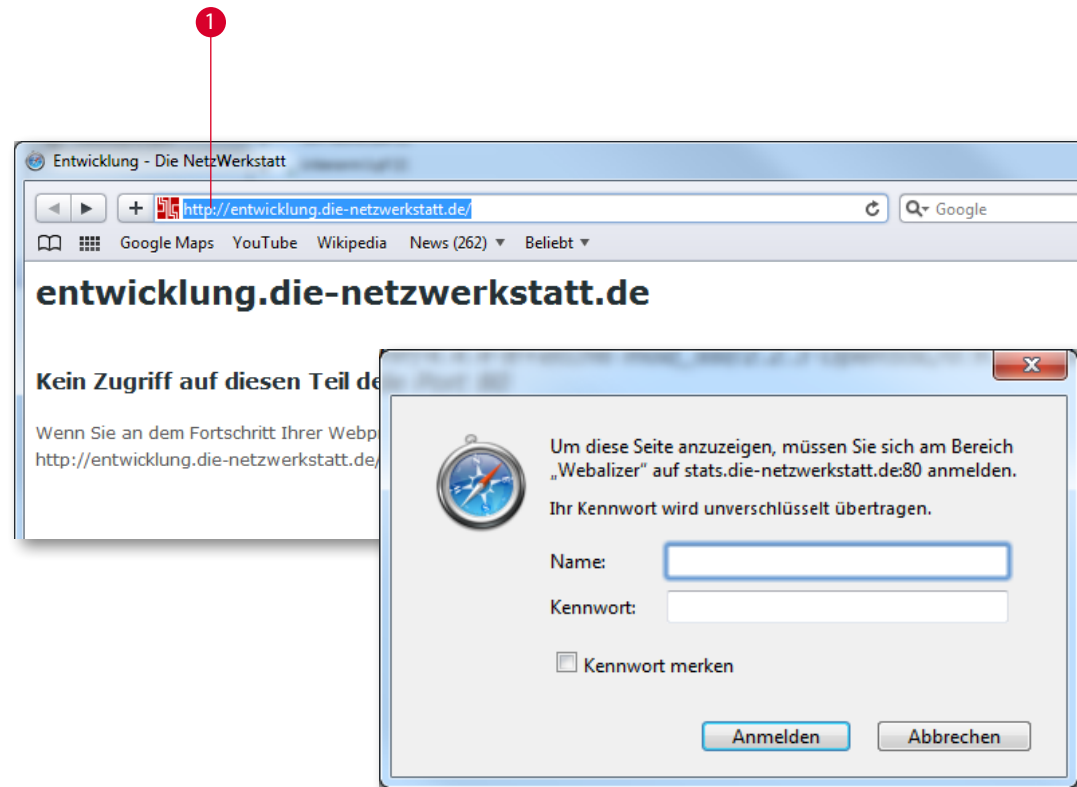 1
Entwicklung - Die NetzWerkstatt
http://entwicklung.die-netzwerkstatt.de/
Google
Google Maps YouTube Wikipedia News (262) Beliebt
entwicklung.die-netzwerkstatt.de
Kein Zugriff auf diesen Teil
Wenn Sie an dem Fortschritt Ihrer
http://entwicklung.die-netzwerkstatt.de/
Um diese Seite anzuzeigen, müssen Sie sich am Bereich
„Webalizer“ auf stats.die-netzwerkstatt.de:80 anmelden.
Ihr Kennwort wird unverschlüsselt übertragen.
Name:
Kennwort:
Kennwort merken
Anmelden Abbrechen